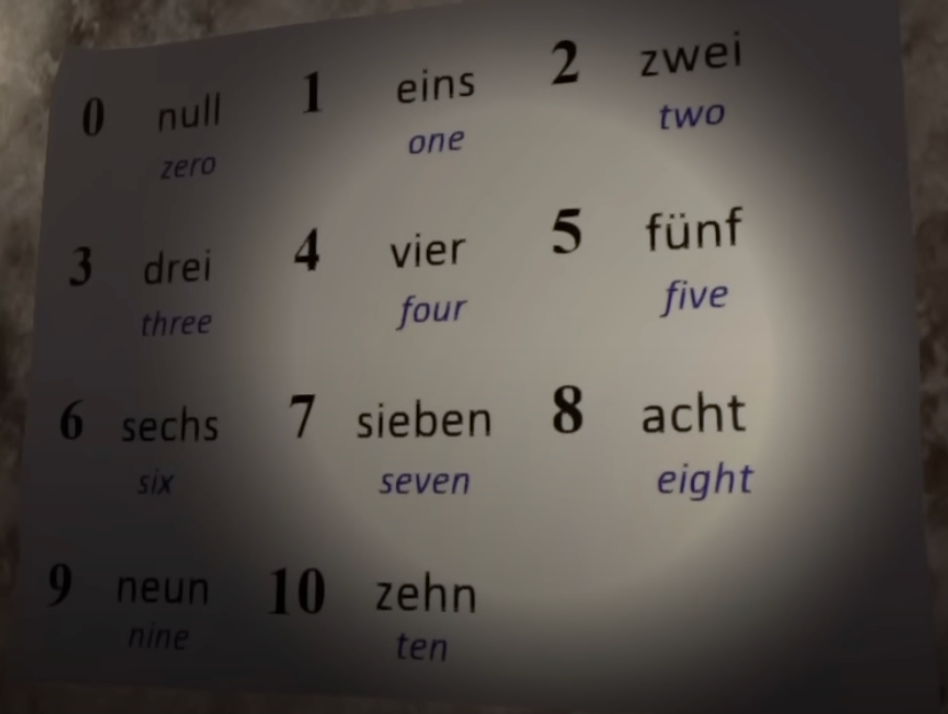 0 null 1 eins 2 zwei
zero one two
3 drei 4 vier 5 fünf
three four five
6 sechs 7 sieben 8 acht
six seven eight
9 neun 10 zehn
nine ten